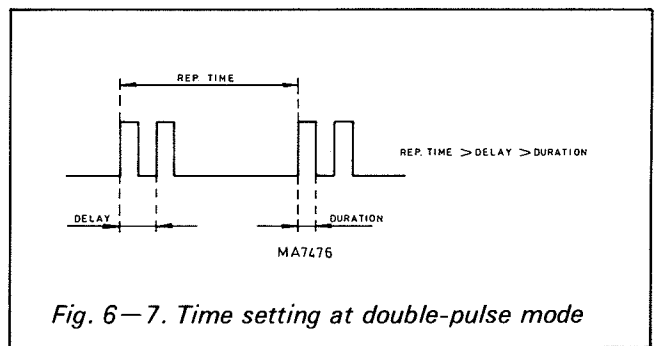 REP. TIME
REP. TIME > DELAY > DURATION
DELAY
DURATION
MA7476
Fig. 6—7. Time setting at double-pulse mode